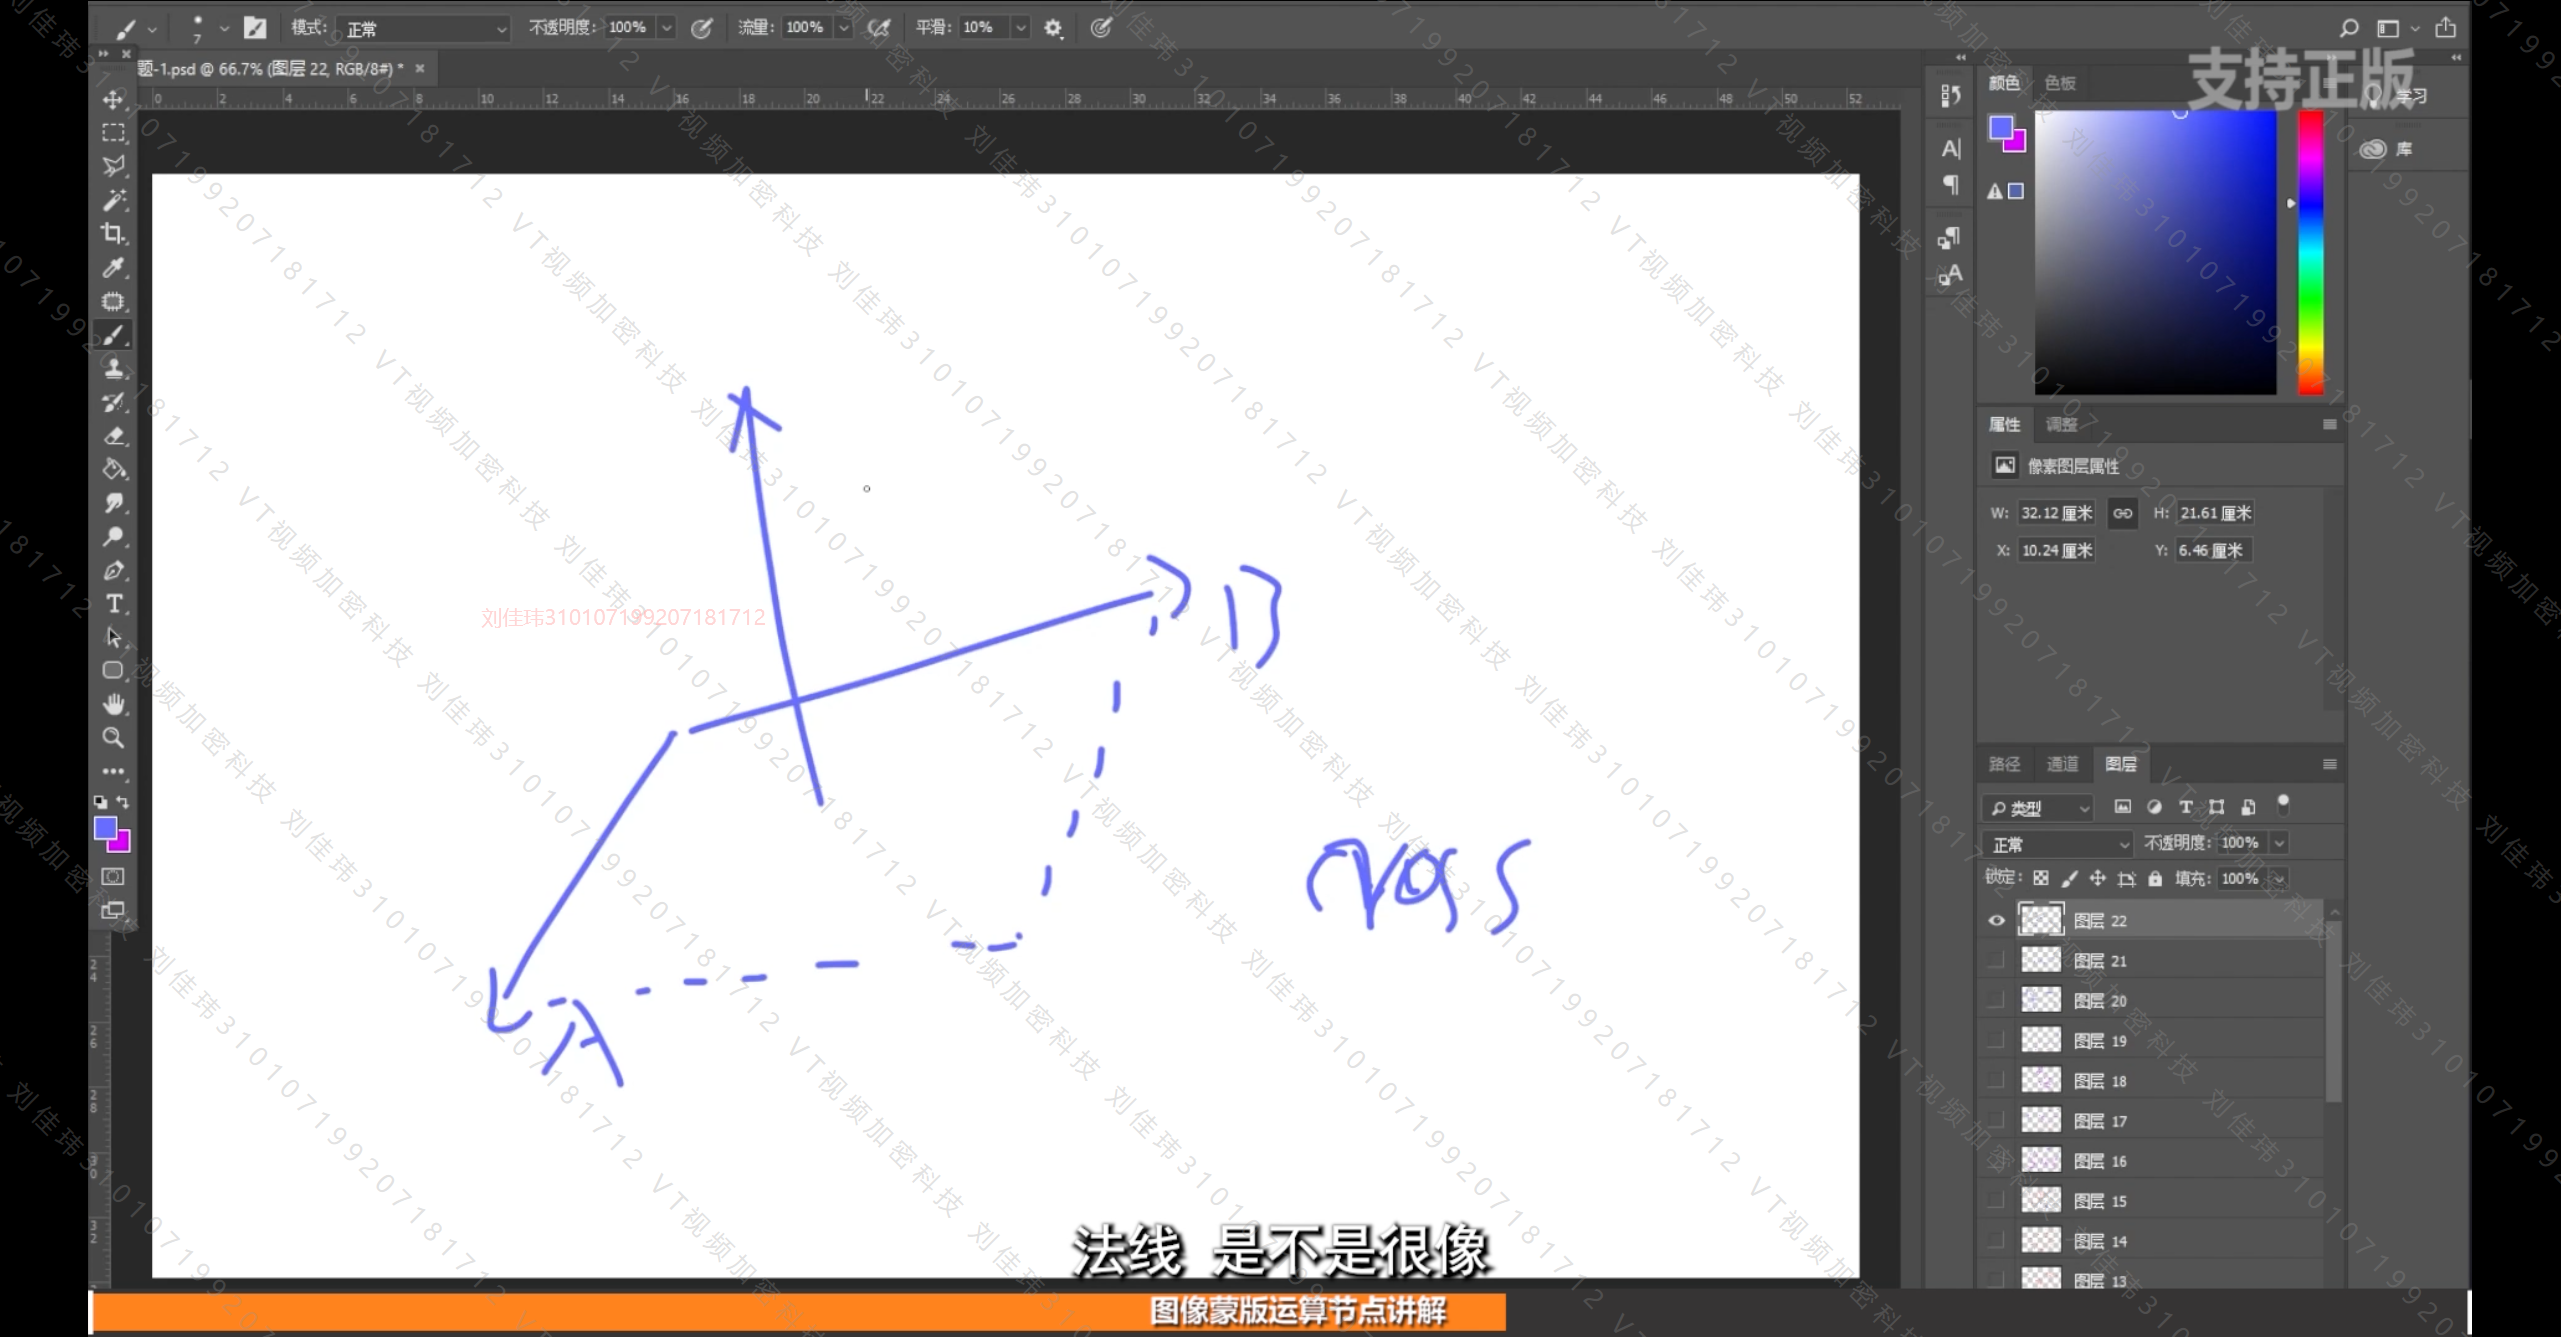 模式: 正常 不透明度: 100% 流量: 100% 平滑: 10%
7
题-1.psd @ 66.7% (图层 22, RGB/8#) *
0 2 4 6 8 10 12 14 16 18 20 22 24 26 28 30 32 34 36 38 40 42 44 46 48 50 52
支持正版
颜色 色板
学习
库
属性 调整
像素图层属性
W: 32.12 厘米 H: 21.61 厘米
X: 10.24 厘米 Y: 6.46 厘米
刘佳玮310107199207181712
VT视频加密科技 刘佳玮310107199207181712
A
路径 通道 图层
类型
正常 不透明度: 100%
锁定: 填充: 100%
图层 22
图层 21
图层 20
图层 19
图层 18
图层 17
图层 16
图层 15
图层 14
图层 13
法线 是不是很像
图像蒙版运算节点讲解